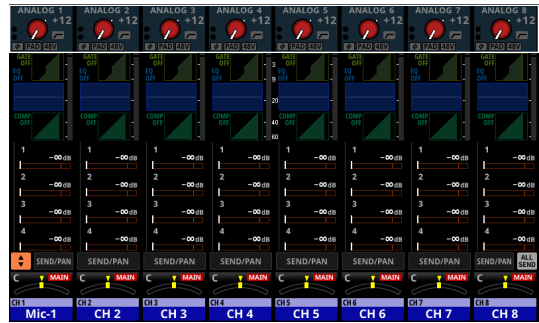 ANALOG 1 ANALOG 2 ANALOG 3 ANALOG 4 ANALOG 5 ANALOG 6 ANALOG 7 ANALOG 8
+12 +12 +12 +12 +12 +12 +12 +12
Φ PAD 48V Φ PAD 48V Φ PAD 48V Φ PAD 48V Φ PAD 48V Φ PAD 48V Φ PAD 48V Φ PAD 48V
GATE GATE GATE GATE GATE GATE GATE GATE
OFF OFF OFF OFF 3 OFF OFF OFF OFF
EQ EQ EQ EQ EQ EQ EQ EQ
OFF OFF OFF OFF 9 OFF OFF OFF OFF
20
COMP COMP COMP COMP COMP COMP COMP COMP
OFF OFF OFF OFF 40 OFF OFF OFF OFF
60
1 1 1 1 1 1 1 1
-∞dB -∞dB -∞dB -∞dB -∞dB -∞dB -∞dB -∞dB
2 2 2 2 2 2 2 2
-∞dB -∞dB -∞dB -∞dB -∞dB -∞dB -∞dB -∞dB
3 3 3 3 3 3 3 3
-∞dB -∞dB -∞dB -∞dB -∞dB -∞dB -∞dB -∞dB
4 4 4 4 4 4 4 4
-∞dB -∞dB -∞dB -∞dB -∞dB -∞dB -∞dB -∞dB
SEND/PAN SEND/PAN SEND/PAN SEND/PAN SEND/PAN SEND/PAN SEND/PAN SEND/PAN ALL
SEND
C MAIN C MAIN C MAIN C MAIN C MAIN C MAIN C MAIN C MAIN
CH 1 CH 2 CH 3 CH 4 CH 5 CH 6 CH 7 CH 8
Mic-1 CH 2 CH 3 CH 4 CH 5 CH 6 CH 7 CH 8